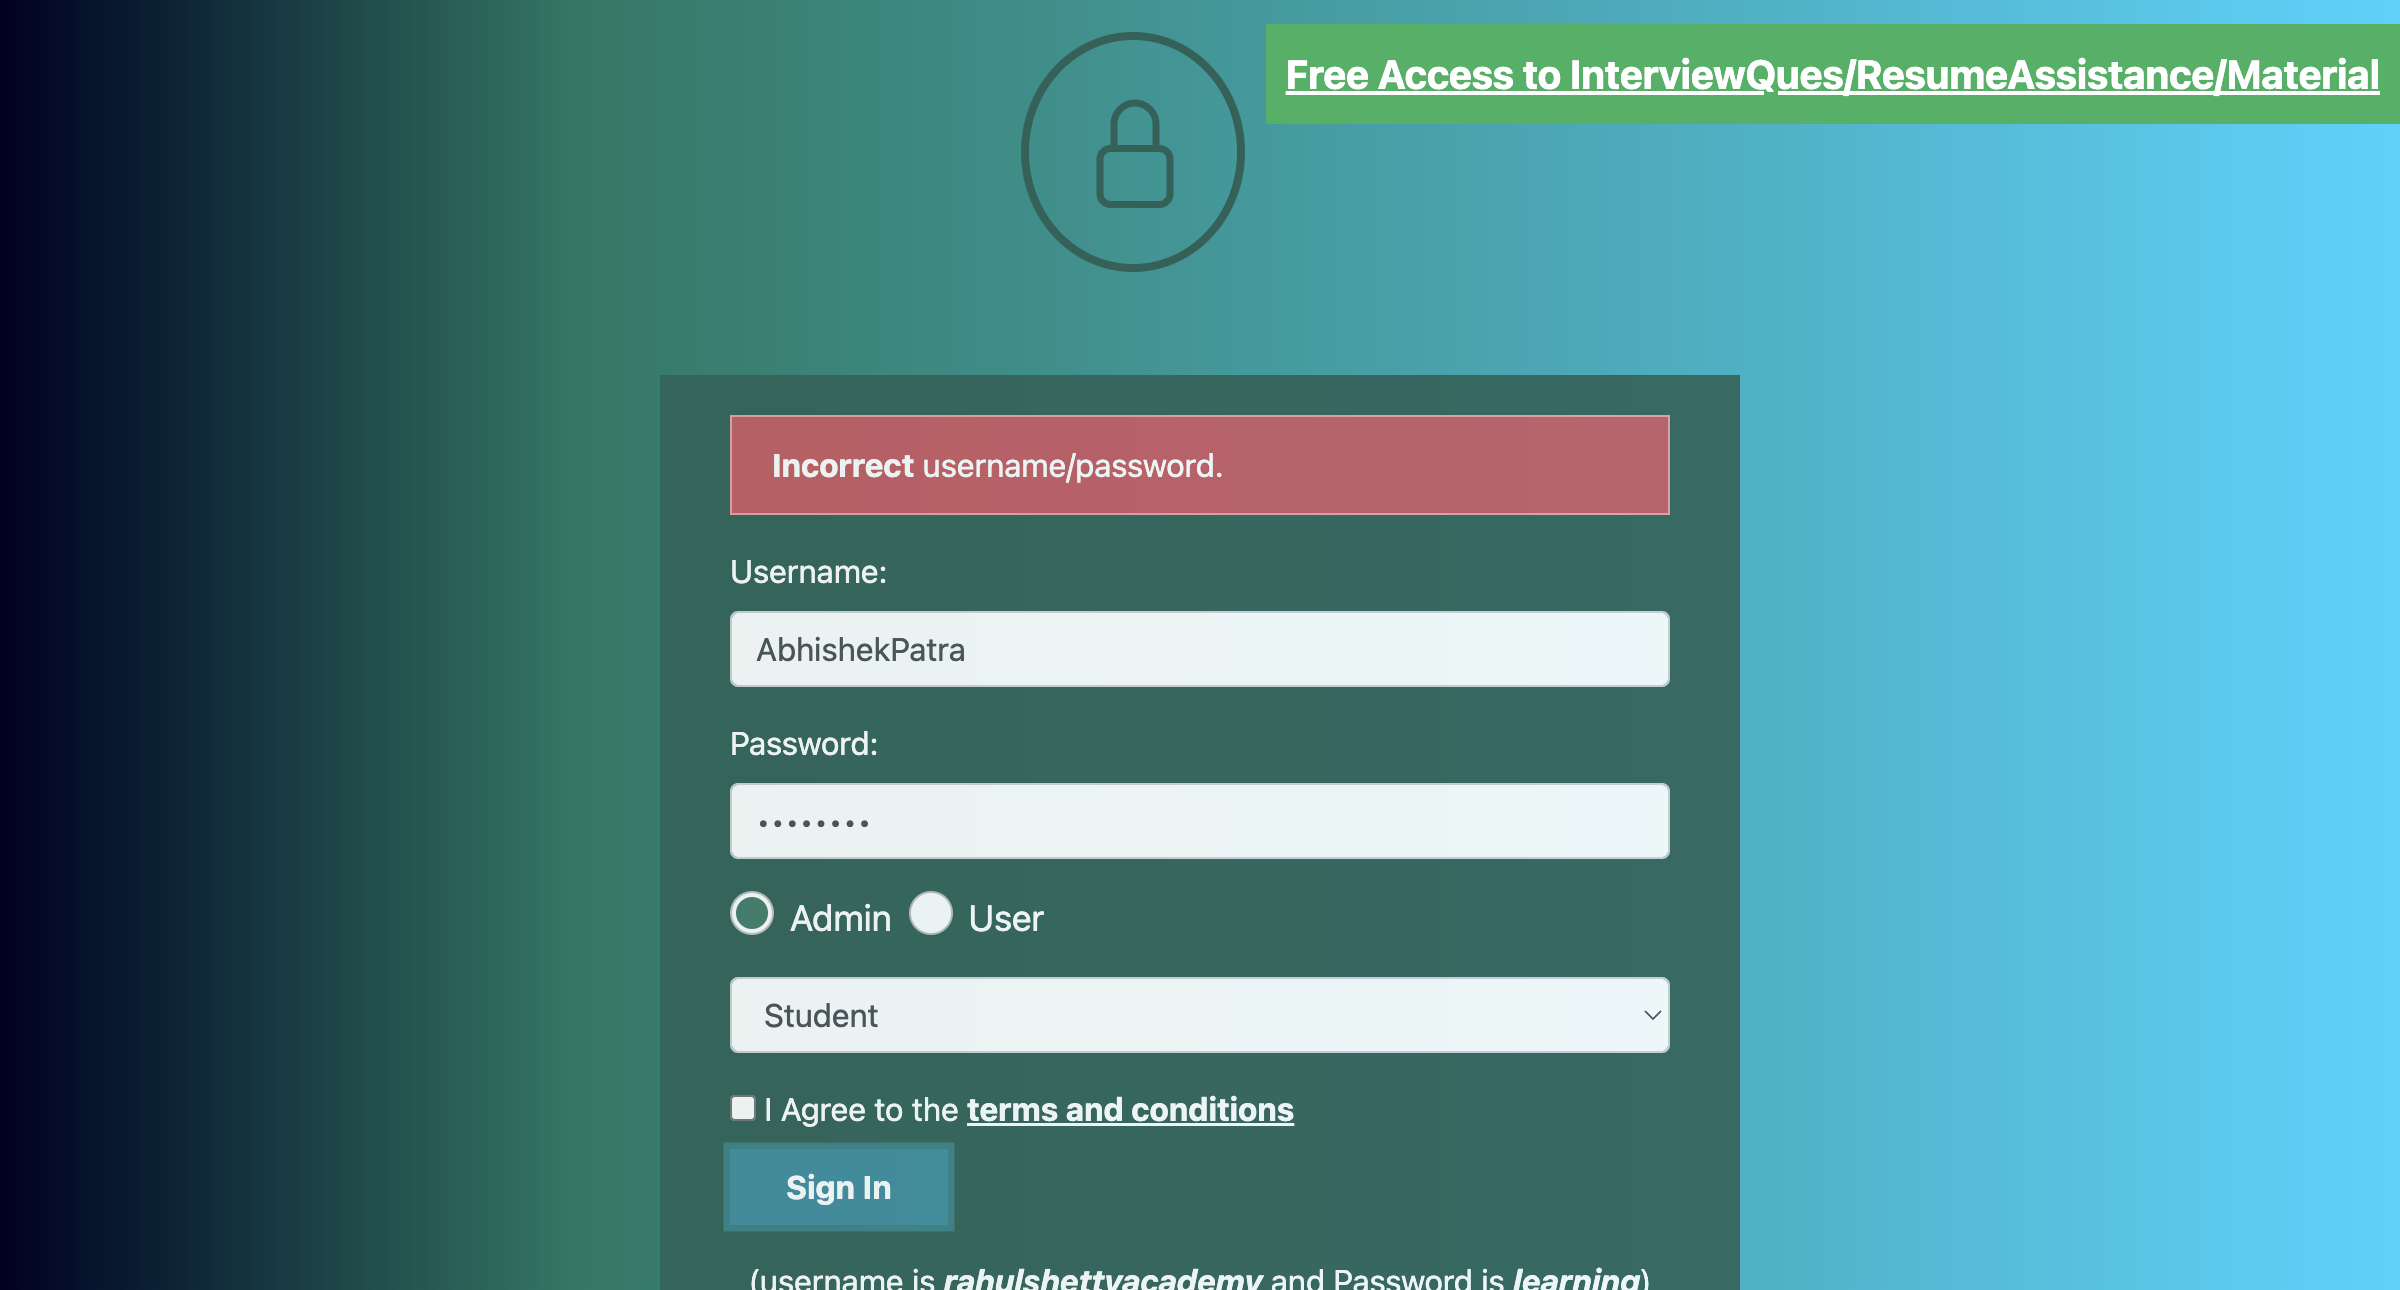 Free Access to InterviewQues/ResumeAssistance/Material
Incorrect username/password.
Username:
AbhishekPatra
Password:
••••••••
Admin User
Student
I Agree to the terms and conditions
Sign In
(username is rahulshettyacademy and Password is learning)